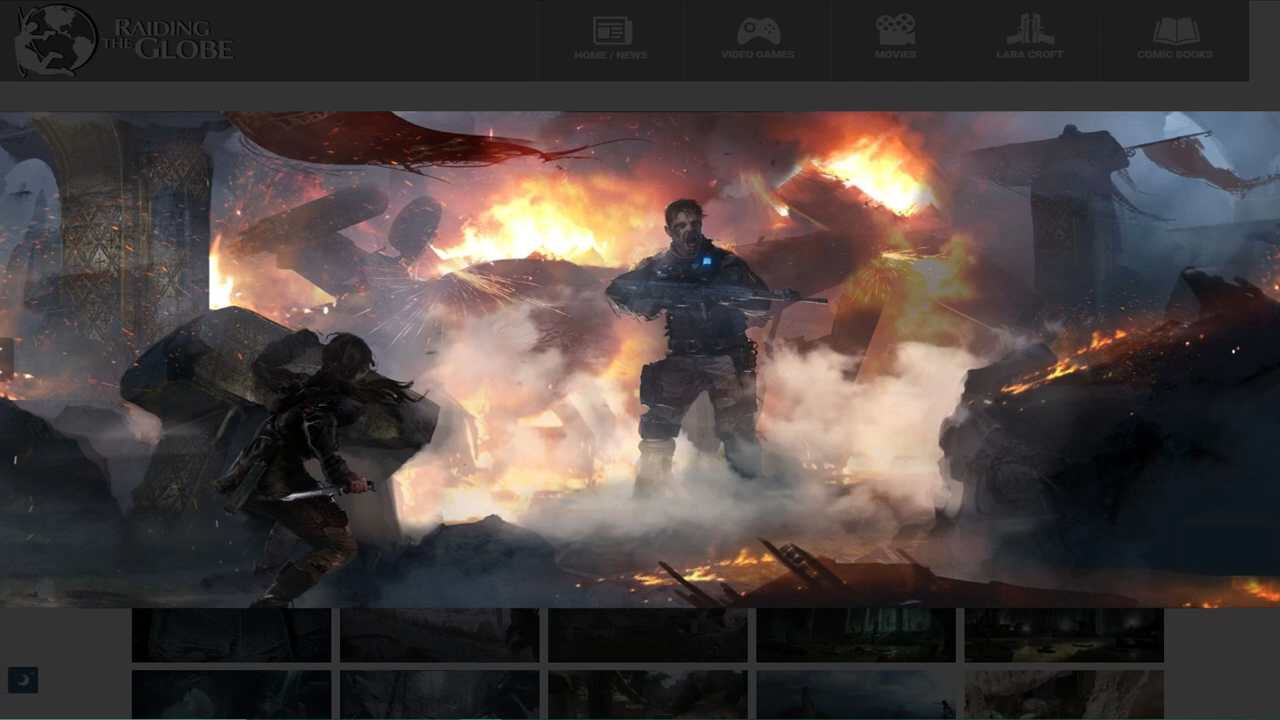 RAIDING
THE GLOBE
HOME / NEWS
VIDEO GAMES
MOVIES
LARA CROFT
COMIC BOOKS